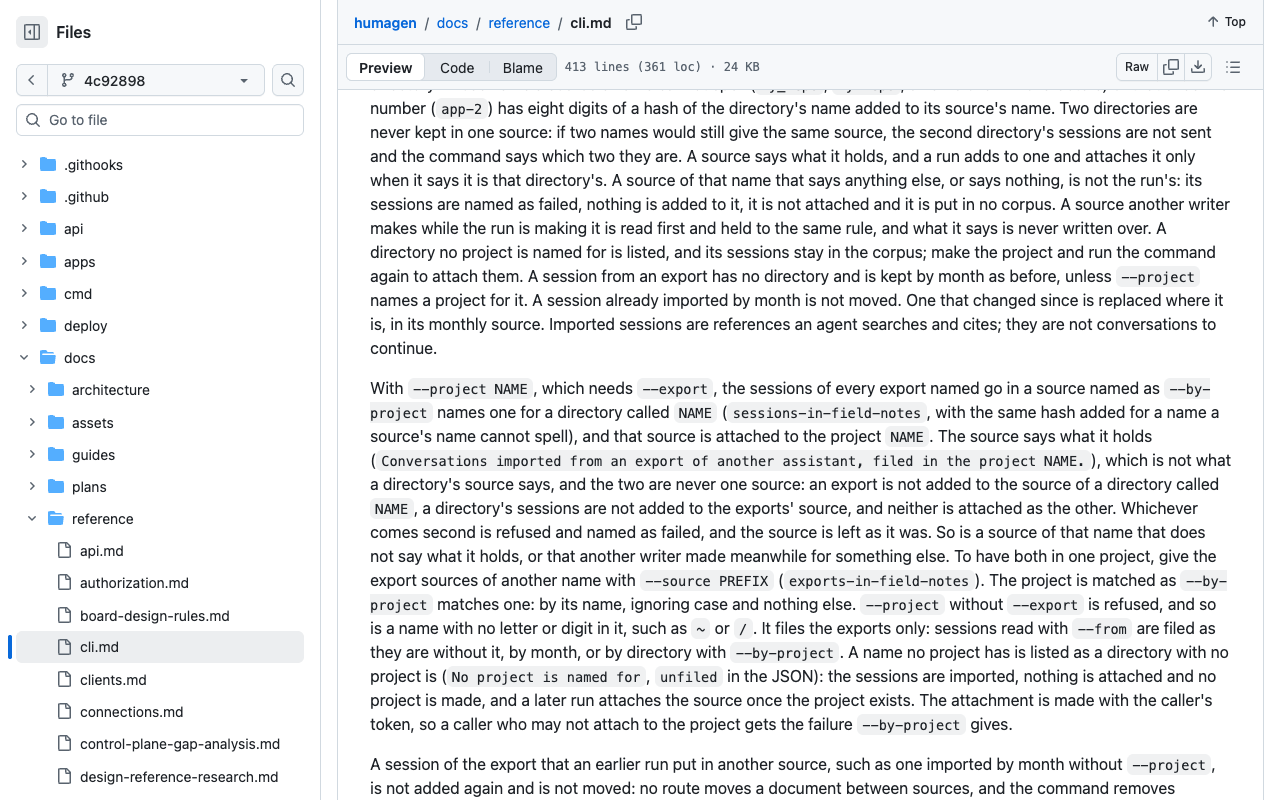 Files
humagen / docs / reference / cli.md
Top
4c92898
Preview Code Blame 413 lines (361 loc) · 24 KB
Raw
Go to file
.githooks
.github
api
apps
cmd
deploy
docs
architecture
assets
guides
plans
reference
api.md
authorization.md
board-design-rules.md
cli.md
clients.md
connections.md
control-plane-gap-analysis.md
design-reference-research.md
number ( app-2 ) has eight digits of a hash of the directory's name added to its source's name. Two directories are
never kept in one source: if two names would still give the same source, the second directory's sessions are not sent
and the command says which two they are. A source says what it holds, and a run adds to one and attaches it only
when it says it is that directory's. A source of that name that says anything else, or says nothing, is not the run's: its
sessions are named as failed, nothing is added to it, it is not attached and it is put in no corpus. A source another writer
makes while the run is making it is read first and held to the same rule, and what it says is never written over. A
directory no project is named for is listed, and its sessions stay in the corpus; make the project and run the command
again to attach them. A session from an export has no directory and is kept by month as before, unless --project
names a project for it. A session already imported by month is not moved. One that changed since is replaced where it
is, in its monthly source. Imported sessions are references an agent searches and cites; they are not conversations to
continue.
With --project NAME , which needs --export , the sessions of every export named go in a source named as --by-
project names one for a directory called NAME ( sessions-in-field-notes , with the same hash added for a name a
source's name cannot spell), and that source is attached to the project NAME . The source says what it holds
( Conversations imported from an export of another assistant, filed in the project NAME. ), which is not what
a directory's source says, and the two are never one source: an export is not added to the source of a directory called
NAME , a directory's sessions are not added to the exports' source, and neither is attached as the other. Whichever
comes second is refused and named as failed, and the source is left as it was. So is a source of that name that does
not say what it holds, or that another writer made meanwhile for something else. To have both in one project, give the
export sources of another name with --source PREFIX ( exports-in-field-notes ). The project is matched as --by-
project matches one: by its name, ignoring case and nothing else. --project without --export is refused, and so
is a name with no letter or digit in it, such as ~ or / . It files the exports only: sessions read with --from are filed as
they are without it, by month, or by directory with --by-project . A name no project has is listed as a directory with no
project is ( No project is named for , unfiled in the JSON): the sessions are imported, nothing is attached and no
project is made, and a later run attaches the source once the project exists. The attachment is made with the caller's
token, so a caller who may not attach to the project gets the failure --by-project gives.
A session of the export that an earlier run put in another source, such as one imported by month without --project ,
is not added again and is not moved: no route moves a document between sources, and the command removes